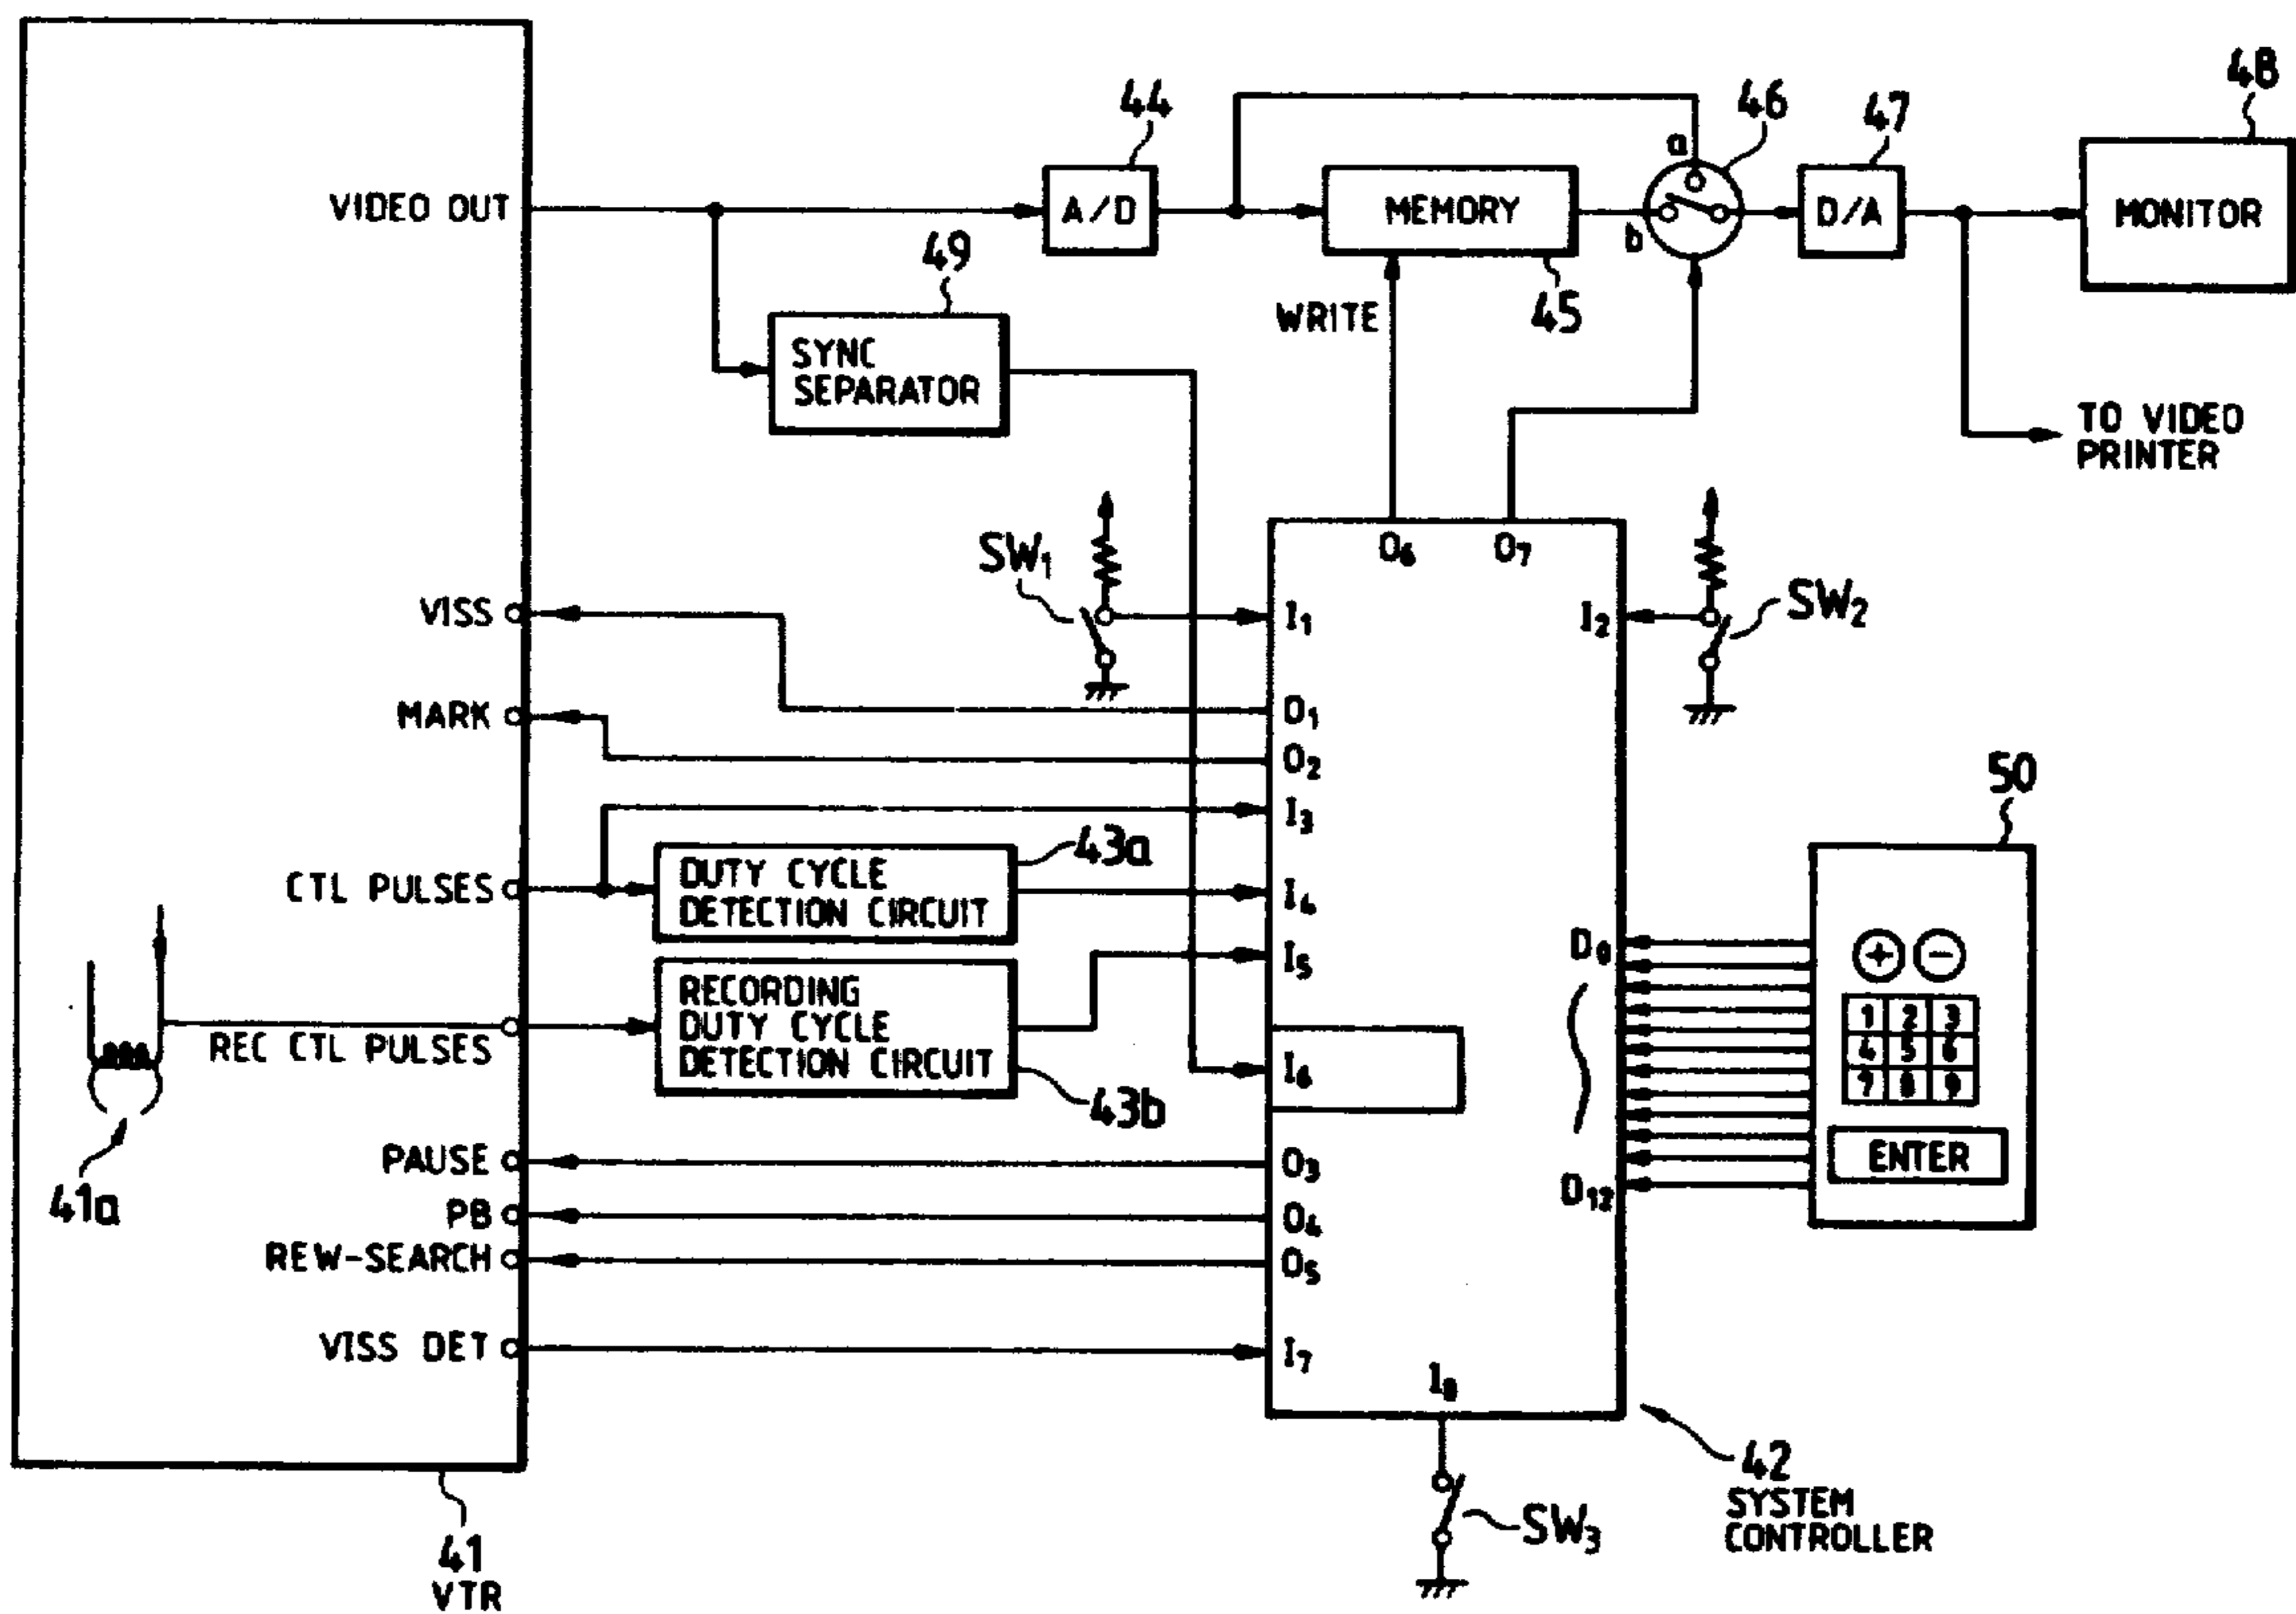 48
44
46
47
a
VIDEO OUT
A/D
MEMORY
D/A
MONITOR
b
49
45
WRITE
SYNC
SEPARATOR
TO VIDEO
PRINTER
O6 O7
SW1
VISS
I1
I2
SW2
MARK
O1
O2
50
I3
CTL PULSES
DUTY CYCLE
DETECTION CIRCUIT
43a
I4
D0
+ −
I5
RECORDING
DUTY CYCLE
DETECTION CIRCUIT
1 2 3
4 5 6
7 8 9
REC CTL PULSES
I6
43b
ENTER
PAUSE
O3
41a
D12
PB
O4
REW-SEARCH
O5
VISS DET
I7
I8
42
SYSTEM
CONTROLLER
SW3
41
VTR